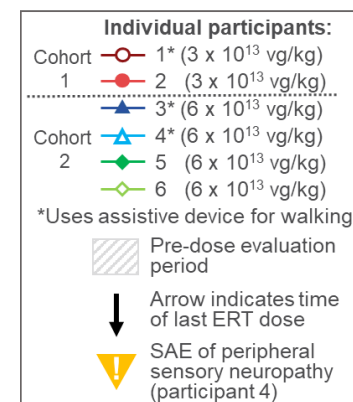 Individual participants:
Cohort 1
1* (3 x 10¹³ vg/kg)
2 (3 x 10¹³ vg/kg)
Cohort 2
3* (6 x 10¹³ vg/kg)
4* (6 x 10¹³ vg/kg)
5 (6 x 10¹³ vg/kg)
6 (6 x 10¹³ vg/kg)
*Uses assistive device for walking
Pre-dose evaluation
period
Arrow indicates time
of last ERT dose
!
SAE of peripheral
sensory neuropathy
(participant 4)